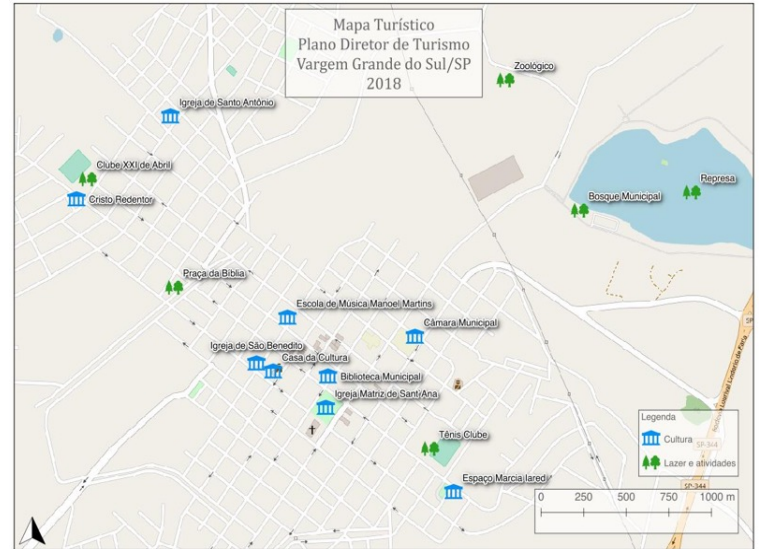 Mapa Turístico
Plano Diretor de Turismo
Vargem Grande do Sul/SP
2018
Zoológico
Igreja de Santo Antônio
Clube XXI de Abril
Cristo Redentor
Represa
Bosque Municipal
Praça da Bíblia
Escola de Música Manoel Martins
Câmara Municipal
Igreja de São Benedito
Casa da Cultura
Biblioteca Municipal
Igreja Matriz de Sant Ana
Tênis Clube
Espaço Marcia Iared
Legenda
Cultura
Lazer e atividades
SP-344
SP-344
0 250 500 750 1000 m